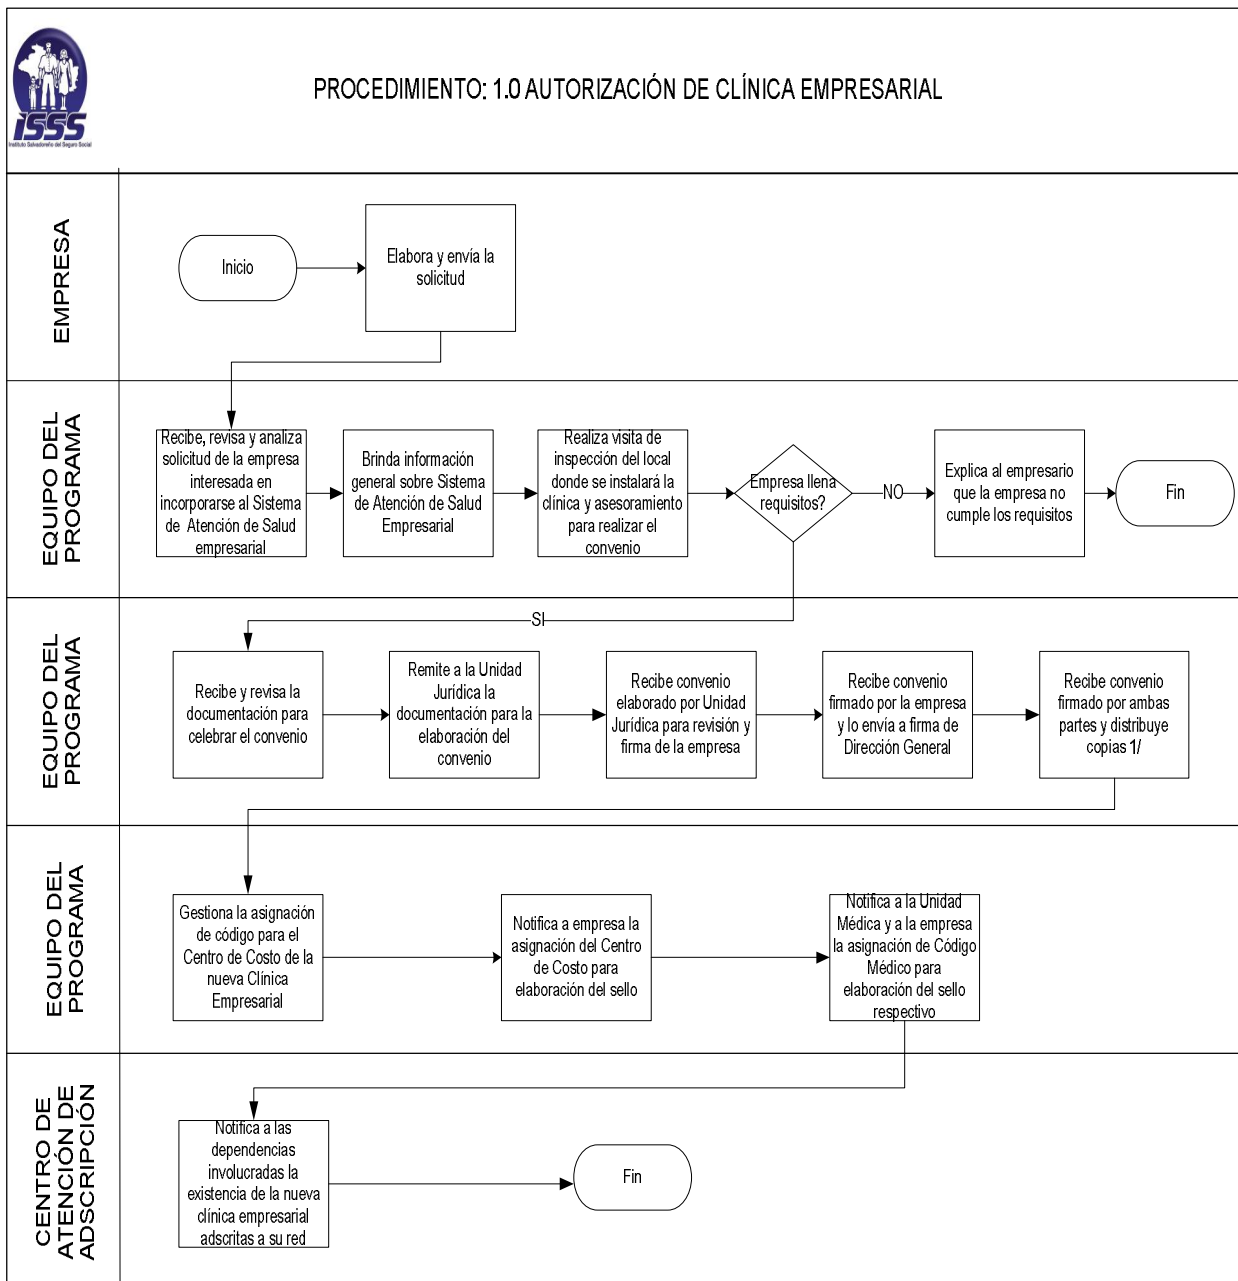 ISSS
Instituto Salvadoreño del Seguro Social
PROCEDIMIENTO: 1.0 AUTORIZACIÓN DE CLÍNICA EMPRESARIAL
EMPRESA
Inicio
Elabora y envía la
solicitud
EQUIPO DEL
PROGRAMA
Recibe, revisa y analiza
solicitud de la empresa
interesada en
incorporarse al Sistema
de Atención de Salud
empresarial
Brinda información
general sobre Sistema
de Atención de Salud
Empresarial
Realiza visita de
inspección del local
donde se instalará la
clínica y asesoramiento
para realizar el
convenio
Empresa llena
requisitos?
NO
Explica al empresario
que la empresa no
cumple los requisitos
Fin
SI
EQUIPO DEL
PROGRAMA
Recibe y revisa la
documentación para
celebrar el convenio
Remite a la Unidad
Jurídica la
documentación para la
elaboración del
convenio
Recibe convenio
elaborado por Unidad
Jurídica para revisión y
firma de la empresa
Recibe convenio
firmado por la empresa
y lo envía a firma de
Dirección General
Recibe convenio
firmado por ambas
partes y distribuye
copias 1/
EQUIPO DEL
PROGRAMA
Gestiona la asignación
de código para el
Centro de Costo de la
nueva Clínica
Empresarial
Notifica a empresa la
asignación del Centro
de Costo para
elaboración del sello
Notifica a la Unidad
Médica y a la empresa
la asignación de Código
Médico para
elaboración del sello
respectivo
CENTRO DE
ATENCIÓN DE
ADSCRIPCIÓN
Notifica a las
dependencias
involucradas la
existencia de la nueva
clínica empresarial
adscritas a su red
Fin